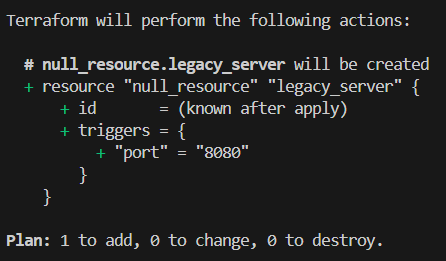 Terraform will perform the following actions:
# null_resource.legacy_server will be created
+ resource "null_resource" "legacy_server" {
+ id       = (known after apply)
+ triggers = {
+ "port" = "8080"
}
}
Plan: 1 to add, 0 to change, 0 to destroy.